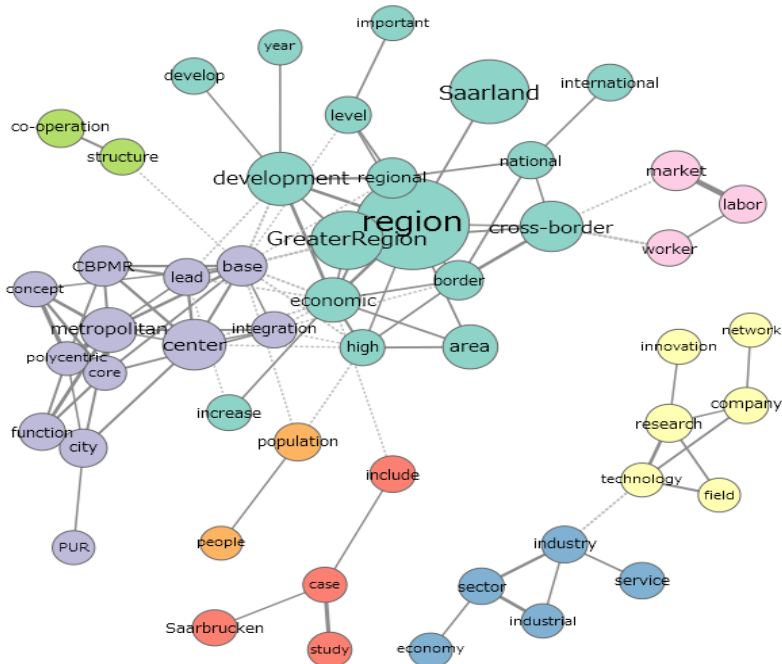 important
year
develop
Saarland
international
level
co-operation
structure
national
development
regional
market
region
labor
cross-border
GreaterRegion
worker
CBPMR
base
lead
border
concept
economic
network
metropolitan
integration
innovation
center
high
area
polycentric
core
company
increase
research
function
population
city
include
technology
field
people
industry
PUR
service
case
sector
Saarbrucken
industrial
economy
study